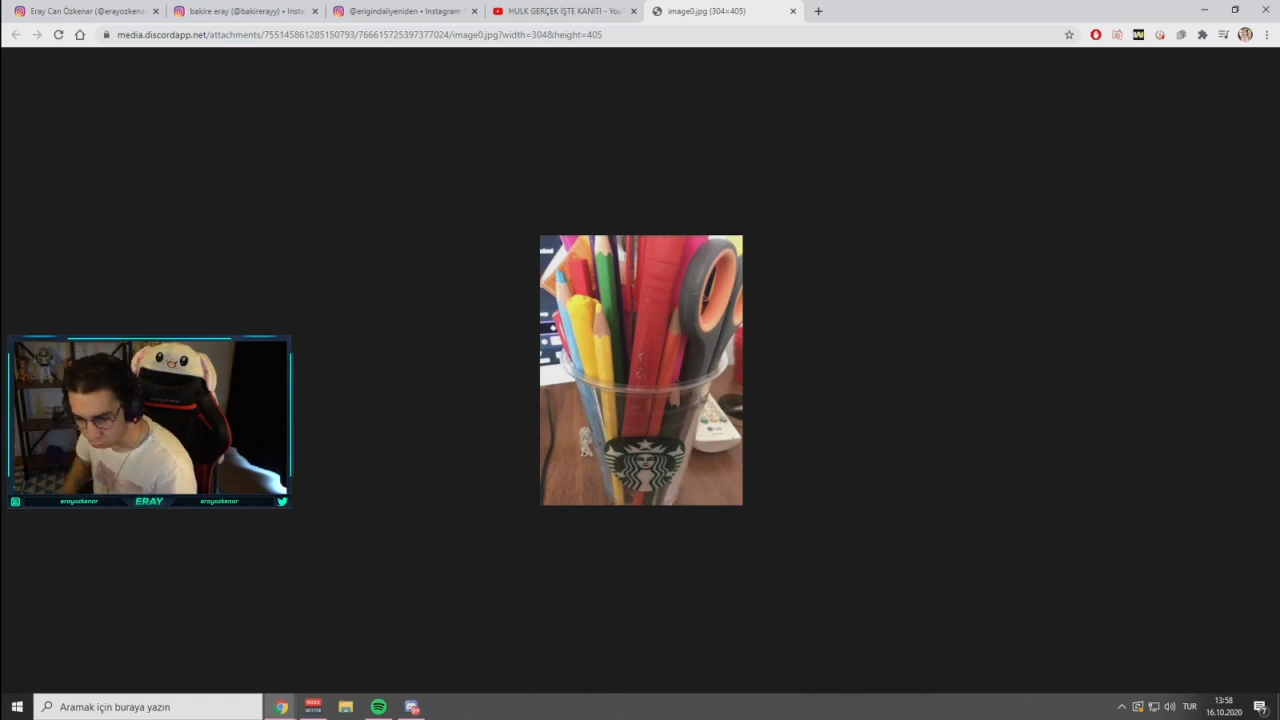 Eray Can Özkenar (@erayozkena
bakire eray (@bakirerayy) • Insta
@erigindaliyeniden • Instagram
HULK GERÇEK İŞTE KANITI - You
image0.jpg (304×405)
media.discordapp.net/attachments/755145861285150793/766615725397377024/image0.jpg?width=304&height=405
erayozkenar
ERAY
erayozkenar
Aramak için buraya yazın
TUR
13:58
16.10.2020
7